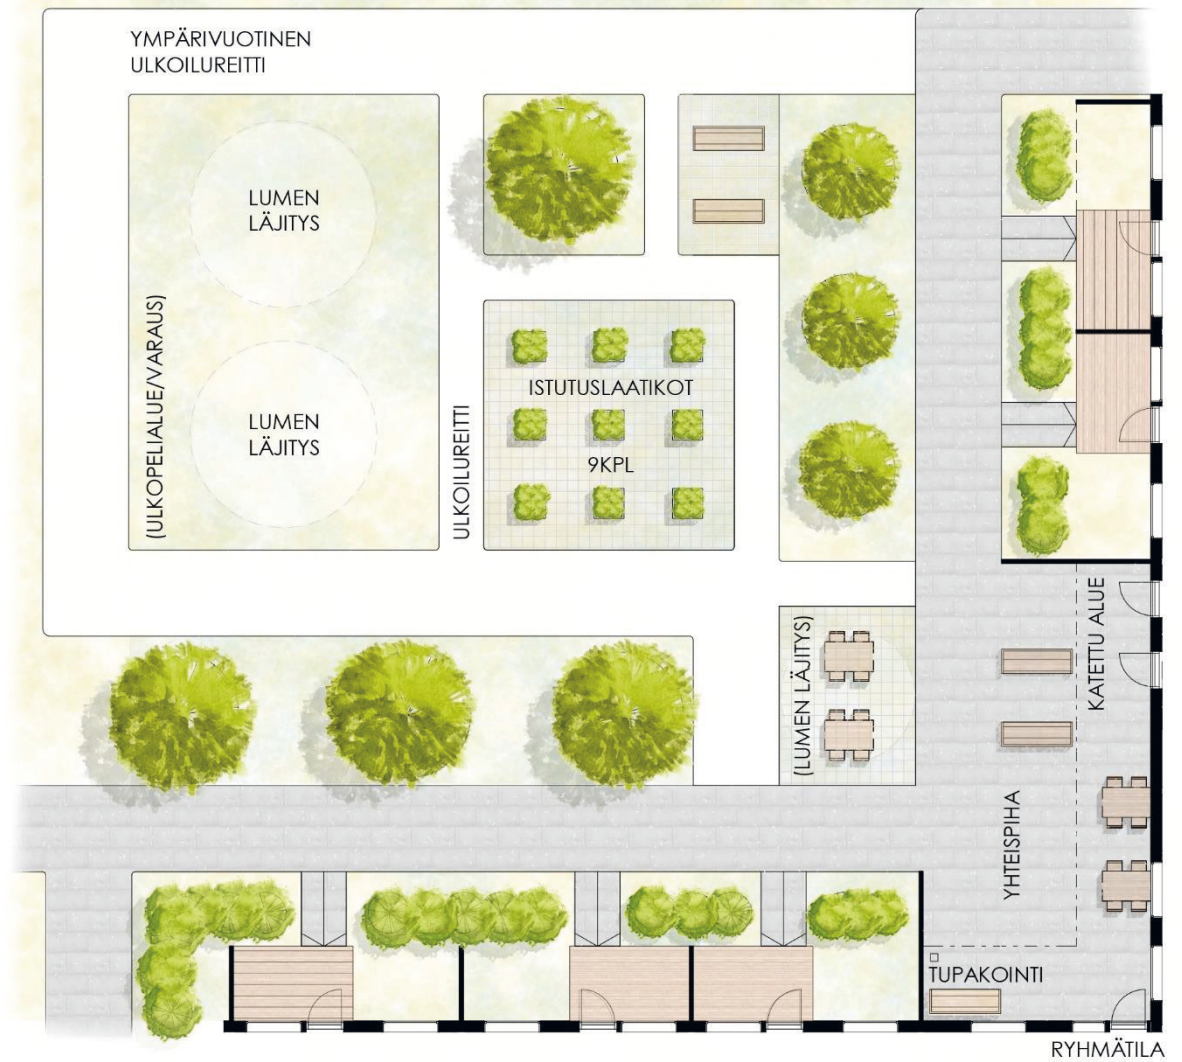 YMPÄRIVUOTINEN
ULKOILUREITTI
LUMEN
LÄJITYS
(ULKOPELIALUE/VARAUS)
LUMEN
LÄJITYS
ULKOILUREITTI
ISTUTUSLAATIKOT
9KPL
(LUMEN LÄJITYS)
KATETTU ALUE
YHTEISPIHA
TUPAKOINTI
RYHMÄTILA